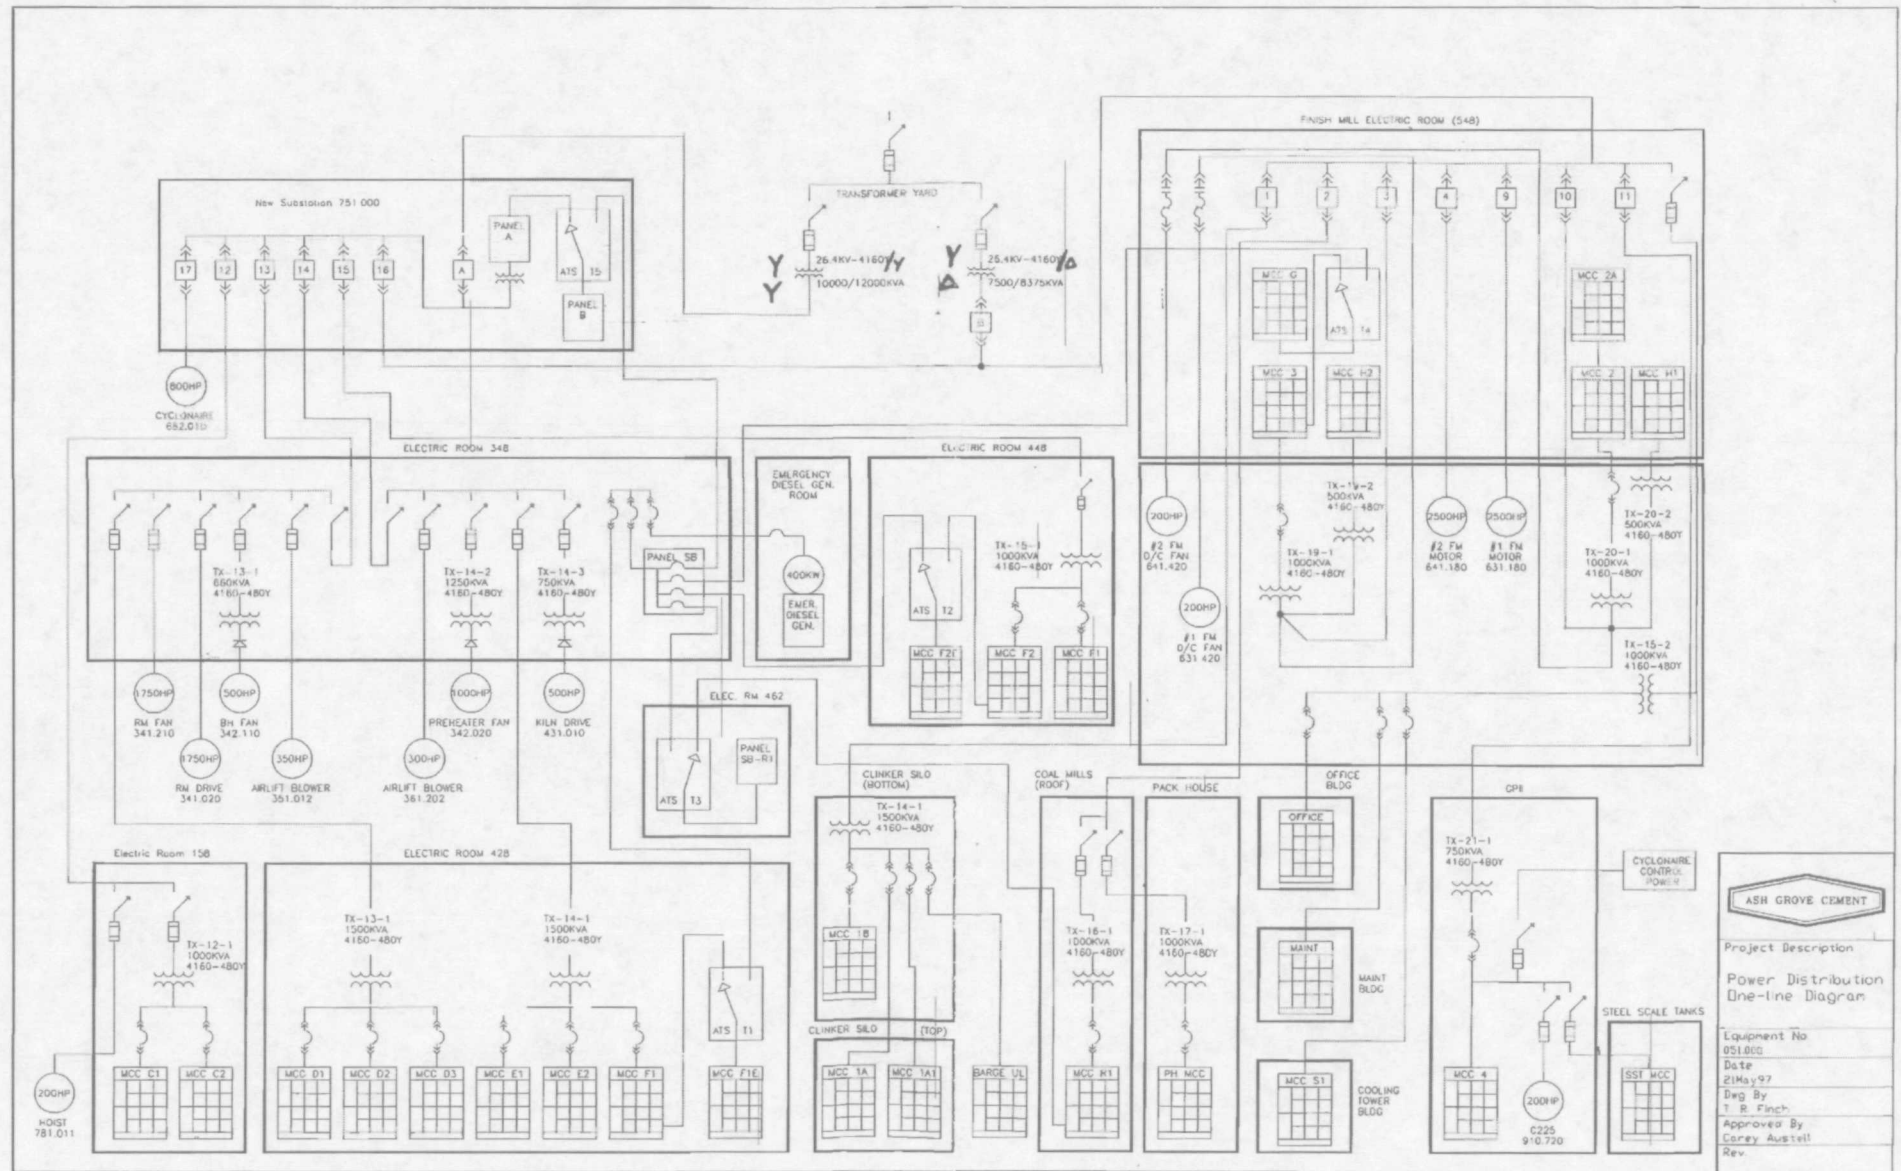 FINISH MILL ELECTRIC ROOM (548)
TRANSFORMER YARD
New Substation 751 000
PANEL
A
ATS T5
PANEL
B
17
12
13
14
15
16
A
Y
Y
26.4KV-4160Y/Y
10000/12000KVA
Y
Δ
7500/8375KVA
1
2
3
4
9
10
11
MCC G
ATS T4
MCC 2A
MCC 3
MCC H2
MCC 2
MCC H1
800HP
CYCLONAIRE
682.010
ELECTRIC ROOM 348
EMERGENCY
DIESEL GEN.
ROOM
400KW
EMER.
DIESEL
GEN.
ELECTRIC ROOM 448
TX-13-1
660KVA
4160-480Y
TX-14-2
1250KVA
4160-480Y
TX-14-3
750KVA
4160-480Y
PANEL SB
ATS T2
TX-15-1
1000KVA
4160-480Y
MCC F2E
MCC F2
MCC F1
200HP
#2 FM
D/C FAN
641.420
200HP
#1 FM
D/C FAN
631 420
TX-19-2
500KVA
4160-480Y
TX-19-1
1000KVA
4160-480Y
2500HP
#2 FM
MOTOR
641.180
2500HP
#1 FM
MOTOR
631.180
TX-20-2
500KVA
4160-480Y
TX-20-1
1000KVA
4160-480Y
TX-15-2
1000KVA
4160-480Y
1750HP
RM FAN
341.210
500HP
BH FAN
342.110
1000HP
PREHEATER FAN
342.020
500HP
KILN DRIVE
431.010
1750HP
RM DRIVE
341.020
350HP
AIRLIFT BLOWER
351.012
300HP
AIRLIFT BLOWER
361.202
ELEC. RM 462
PANEL
SB-R1
ATS T3
CLINKER SILO
(BOTTOM)
TX-14-1
1500KVA
4160-480Y
MCC 1B
COAL MILLS
(ROOF)
TX-16-1
1000KVA
4160-480Y
MCC R1
PACK HOUSE
TX-17-1
1000KVA
4160-480Y
PH MCC
OFFICE
BLDG
OFFICE
MAINT
MAINT
BLDG
MCC S1
COOLING
TOWER
BLDG
TX-21-1
750KVA
4160-480Y
MCC 4
200HP
C225
910.720
CYCLONAIRE
CONTROL
POWER
STEEL SCALE TANKS
SST MCC
Electric Room 158
TX-12-1
1000KVA
4160-480Y
MCC C1
MCC C2
200HP
HOIST
781.011
ELECTRIC ROOM 428
TX-13-1
1500KVA
4160-480Y
TX-14-1
1500KVA
4160-480Y
ATS T1
MCC D1
MCC D2
MCC D3
MCC E1
MCC E2
MCC F1
MCC F1E
CLINKER SILO (TOP)
MCC 1A
MCC 1A1
BARGE UL
ASH GROVE CEMENT
Project Description
Power Distribution
One-line Diagram
Equipment No
051.000
Date
21May97
Dwg By
T. R. Finch
Approved By
Carey Austell
Rev.